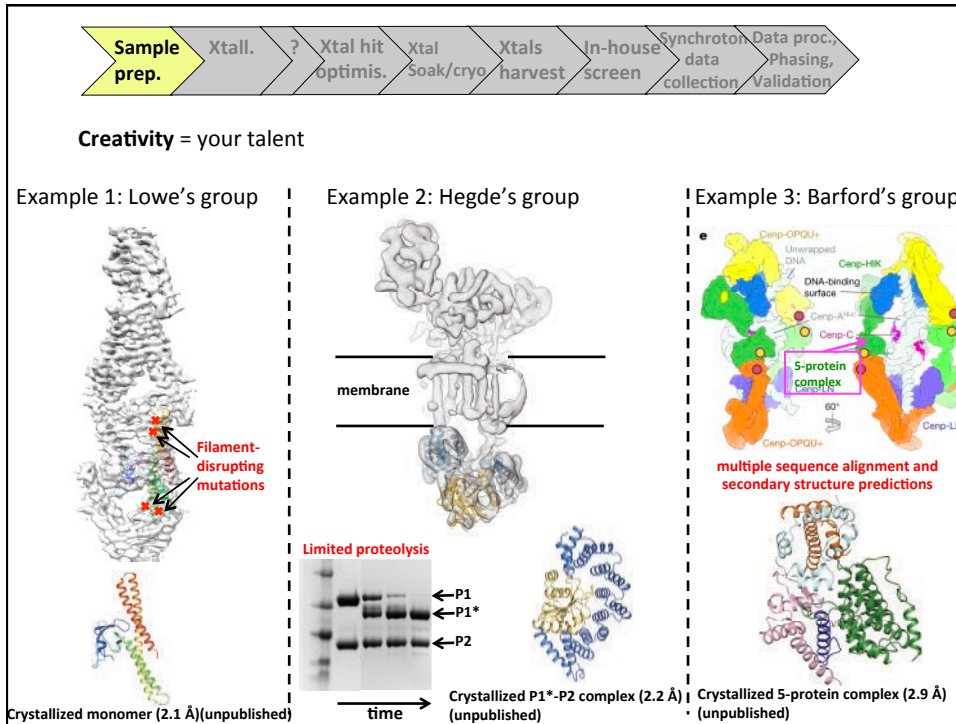 Sample prep.
Xtall.
?
Xtal hit optimis.
Xtal Soak/cryo
Xtals harvest
In-house screen
Synchroton data collection
Data proc., Phasing, Validation
Creativity = your talent
Example 1: Lowe's group
Example 2: Hegde's group
Example 3: Barford's group
Filament-
disrupting
mutations
Crystallized monomer (2.1 Å)(unpublished)
membrane
Limited proteolysis
P1
P1*
P2
time
Crystallized P1*-P2 complex (2.2 Å)
(unpublished)
e
Cenp-OPQU+
Unwrapped
DNA
Cenp-HIK
DNA-binding
surface
Cenp-C
5-protein
complex
60°
Cenp-OPQU+
multiple sequence alignment and
secondary structure predictions
Crystallized 5-protein complex (2.9 Å)
(unpublished)